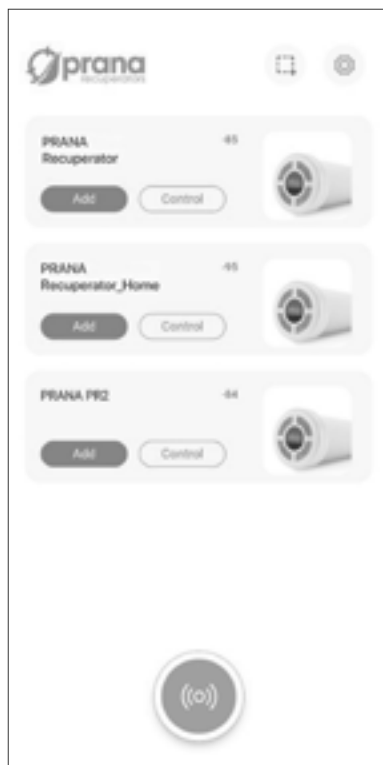 prana
recuperators
PRANA
Recuperator
-85
Add
Control
PRANA
Recuperator_Home
-95
Add
Control
PRANA PR2
-84
Add
Control